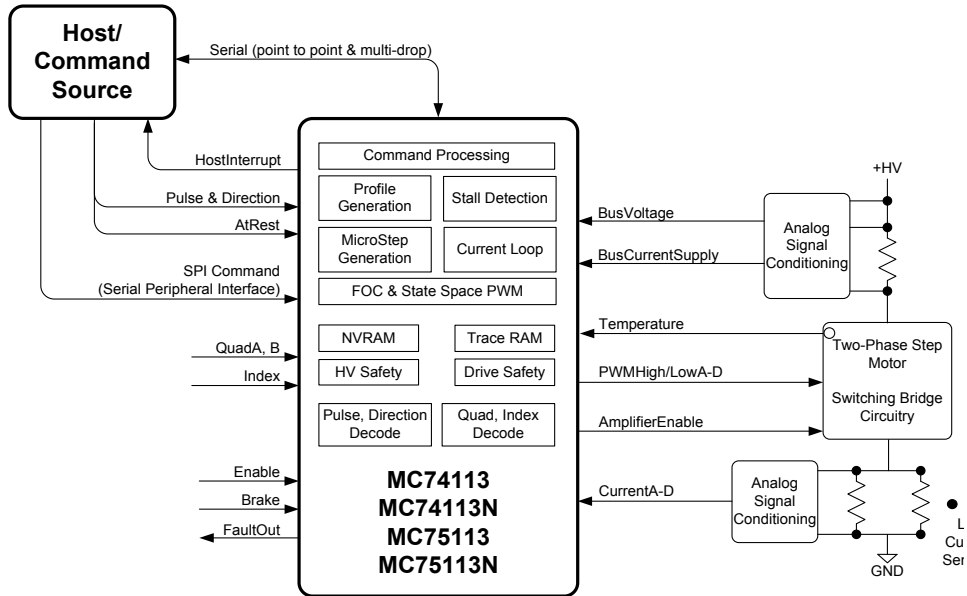 Host/
Command
Source
Serial (point to point & multi-drop)
HostInterrupt
Pulse & Direction
AtRest
SPI Command
(Serial Peripheral Interface)
QuadA, B
Index
Enable
Brake
FaultOut
Command Processing
Profile
Generation
Stall Detection
MicroStep
Generation
Current Loop
FOC & State Space PWM
NVRAM
Trace RAM
HV Safety
Drive Safety
Pulse, Direction
Decode
Quad, Index
Decode
MC74113
MC74113N
MC75113
MC75113N
BusVoltage
BusCurrentSupply
Temperature
PWMHigh/LowA-D
AmplifierEnable
CurrentA-D
+HV
Analog
Signal
Conditioning
Two-Phase Step
Motor
Switching Bridge
Circuitry
Analog
Signal
Conditioning
GND